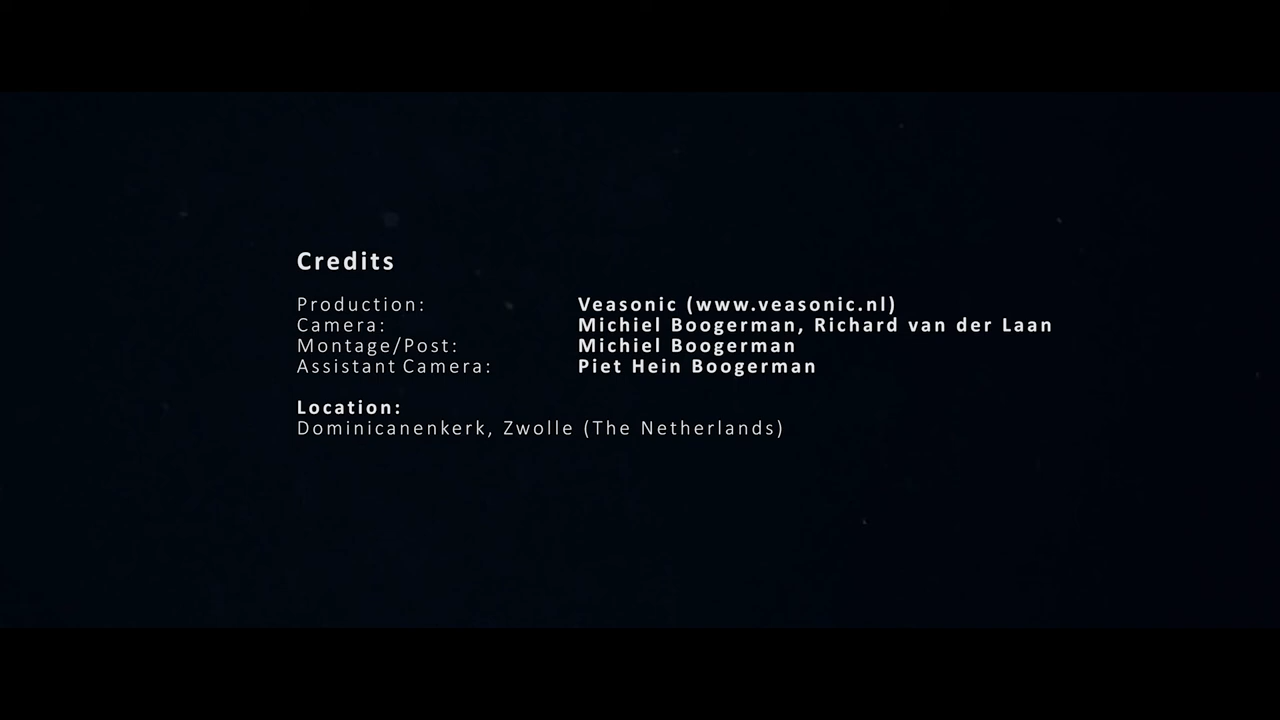 Credits
Production: Veasonic (www.veasonic.nl)
Camera: Michiel Boogerman, Richard van der Laan
Montage/Post: Michiel Boogerman
Assistant Camera: Piet Hein Boogerman
Location:
Dominicanenkerk, Zwolle (The Netherlands)